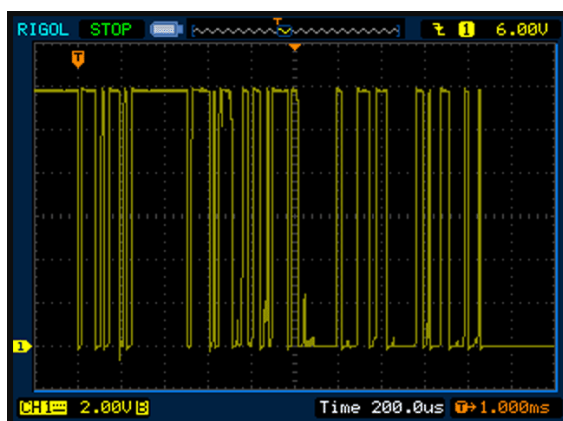 RIGOL STOP T 1 6.00V
T
1
CH1 2.00V B Time 200.0us T→1.000ms